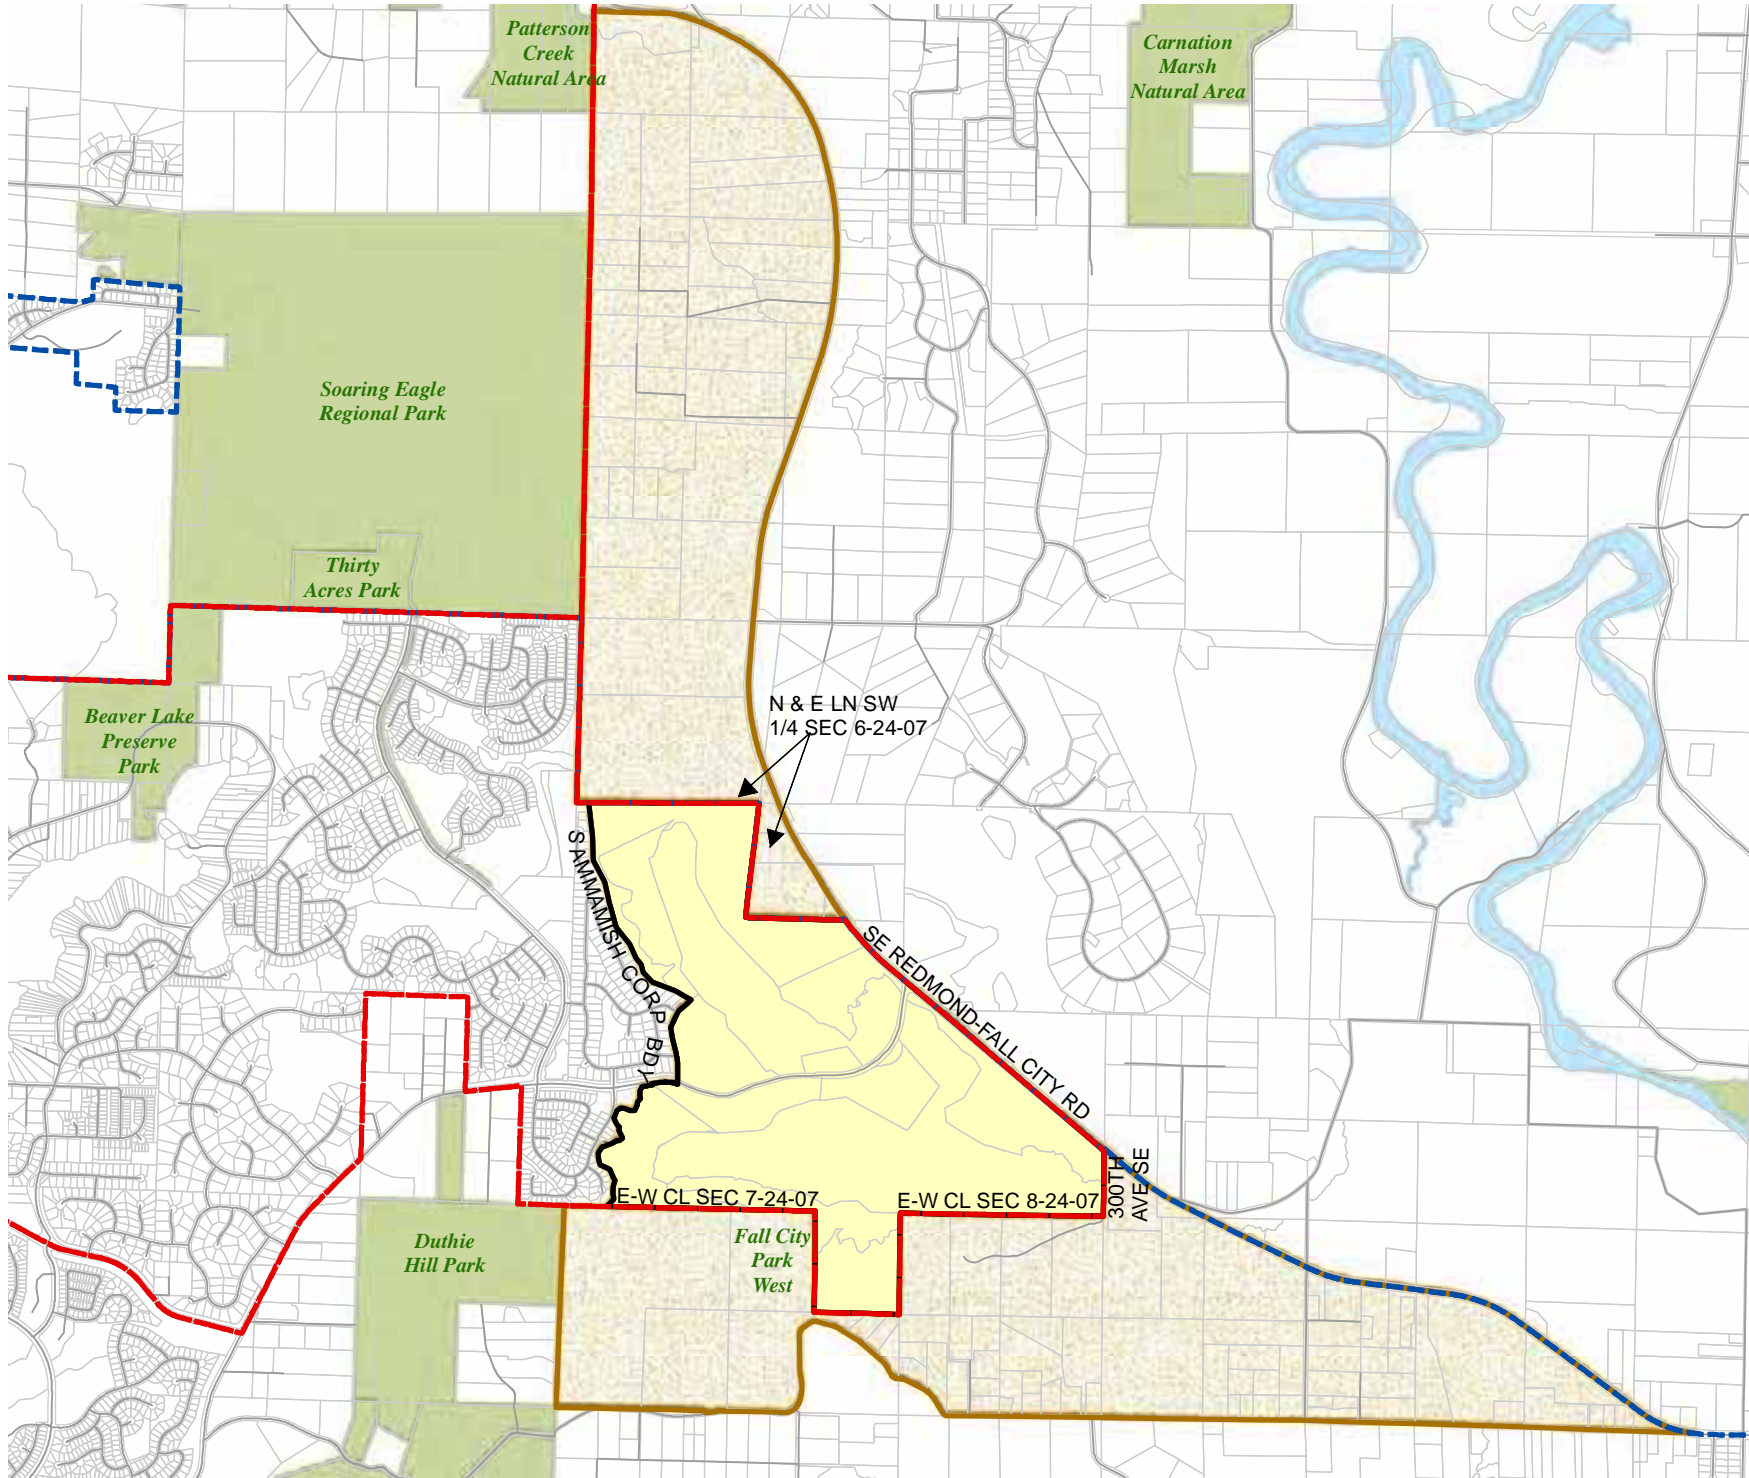 Patterson
Creek
Natural Area
Carnation
Marsh
Natural Area
Soaring Eagle
Regional Park
Thirty
Acres Park
Beaver Lake
Preserve
Park
N & E LN SW
1/4 SEC 6-24-07
SAMMAMISH CORP BDY
SE REDMOND-FALL CITY RD
300TH
AVE SE
E-W CL SEC 7-24-07
E-W CL SEC 8-24-07
Fall City
Park
West
Duthie
Hill Park